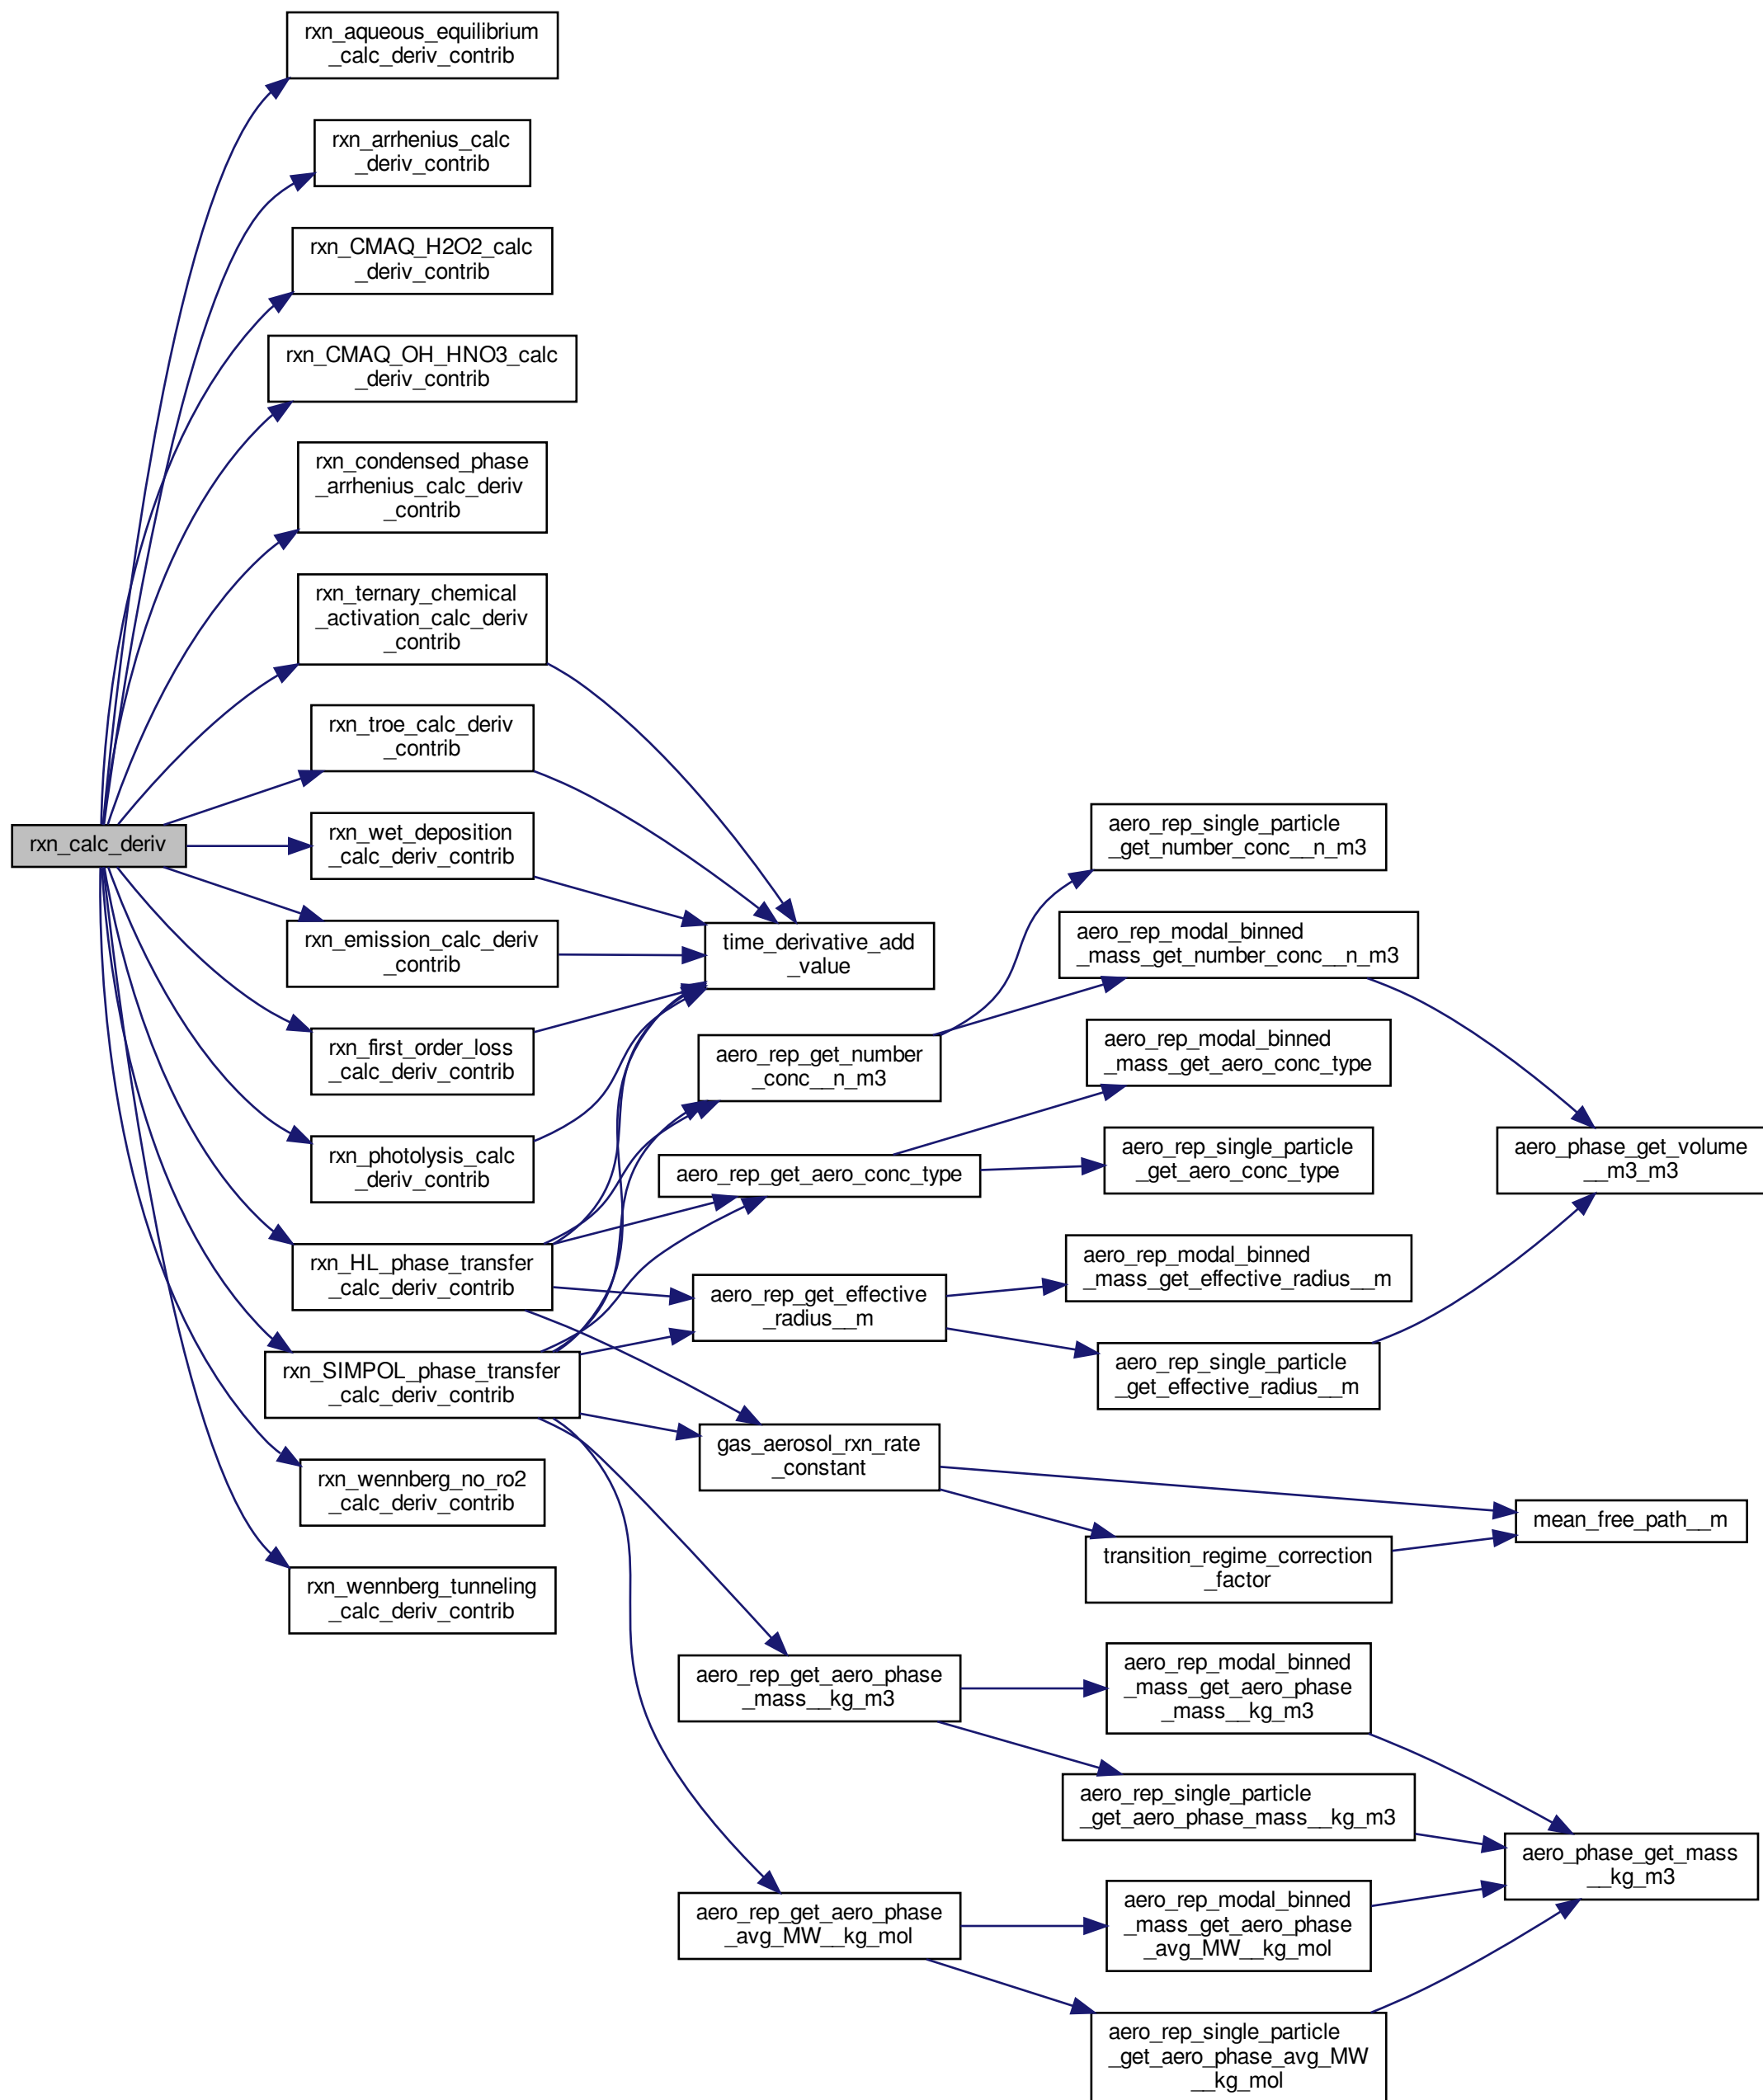 rxn_aqueous_equilibrium
_calc_deriv_contrib
rxn_arrhenius_calc
_deriv_contrib
rxn_CMAQ_H2O2_calc
_deriv_contrib
rxn_CMAQ_OH_HNO3_calc
_deriv_contrib
rxn_condensed_phase
_arrhenius_calc_deriv
_contrib
rxn_ternary_chemical
_activation_calc_deriv
_contrib
rxn_troe_calc_deriv
_contrib
rxn_calc_deriv
rxn_wet_deposition
_calc_deriv_contrib
rxn_emission_calc_deriv
_contrib
rxn_first_order_loss
_calc_deriv_contrib
rxn_photolysis_calc
_deriv_contrib
rxn_HL_phase_transfer
_calc_deriv_contrib
rxn_SIMPOL_phase_transfer
_calc_deriv_contrib
rxn_wennberg_no_ro2
_calc_deriv_contrib
rxn_wennberg_tunneling
_calc_deriv_contrib
time_derivative_add
_value
aero_rep_get_number
_conc__n_m3
aero_rep_get_aero_conc_type
aero_rep_get_effective
_radius__m
gas_aerosol_rxn_rate
_constant
aero_rep_get_aero_phase
_mass__kg_m3
aero_rep_get_aero_phase
_avg_MW__kg_mol
aero_rep_single_particle
_get_number_conc__n_m3
aero_rep_modal_binned
_mass_get_number_conc__n_m3
aero_rep_modal_binned
_mass_get_aero_conc_type
aero_rep_single_particle
_get_aero_conc_type
aero_rep_modal_binned
_mass_get_effective_radius__m
aero_rep_single_particle
_get_effective_radius__m
transition_regime_correction
_factor
aero_rep_modal_binned
_mass_get_aero_phase
_mass__kg_m3
aero_rep_single_particle
_get_aero_phase_mass__kg_m3
aero_rep_modal_binned
_mass_get_aero_phase
_avg_MW__kg_mol
aero_rep_single_particle
_get_aero_phase_avg_MW
__kg_mol
aero_phase_get_volume
__m3_m3
mean_free_path__m
aero_phase_get_mass
__kg_m3